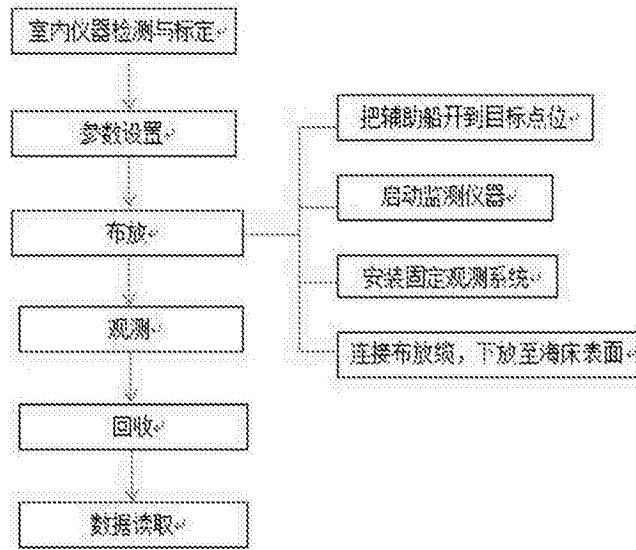 室内仪器检测与标定
参数设置
布放
观测
回收
数据读取
把辅助船开到目标点位
启动监测仪器
安装固定观测系统
连接布放缆，下放至海床表面